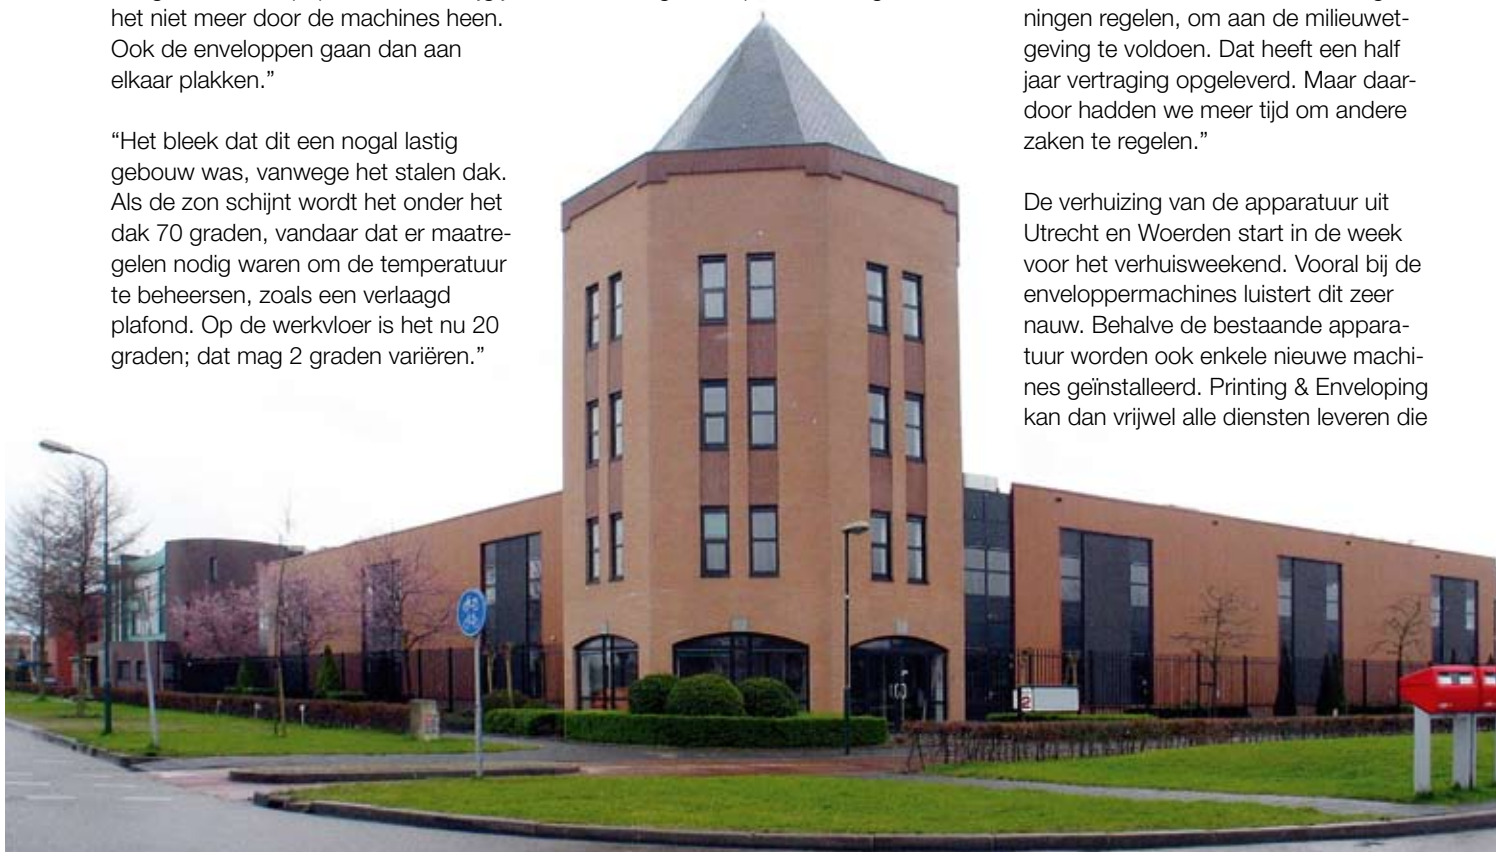 het niet meer door de machines heen.
Ook de enveloppen gaan dan aan
elkaar plakken.”
“Het bleek dat dit een nogal lastig
gebouw was, vanwege het stalen dak.
Als de zon schijnt wordt het onder het
dak 70 graden, vandaar dat er maatre-
gelen nodig waren om de temperatuur
te beheersen, zoals een verlaagd
plafond. Op de werkvloer is het nu 20
graden; dat mag 2 graden variëren.”
ningen regelen, om aan de milieuwet-
geving te voldoen. Dat heeft een half
jaar vertraging opgeleverd. Maar daar-
door hadden we meer tijd om andere
zaken te regelen.”
De verhuizing van de apparatuur uit
Utrecht en Woerden start in de week
voor het verhuisweekend. Vooral bij de
enveloppermachines luistert dit zeer
nauw. Behalve de bestaande appara-
tuur worden ook enkele nieuwe machi-
nes geïnstalleerd. Printing & Enveloping
kan dan vrijwel alle diensten leveren die
2